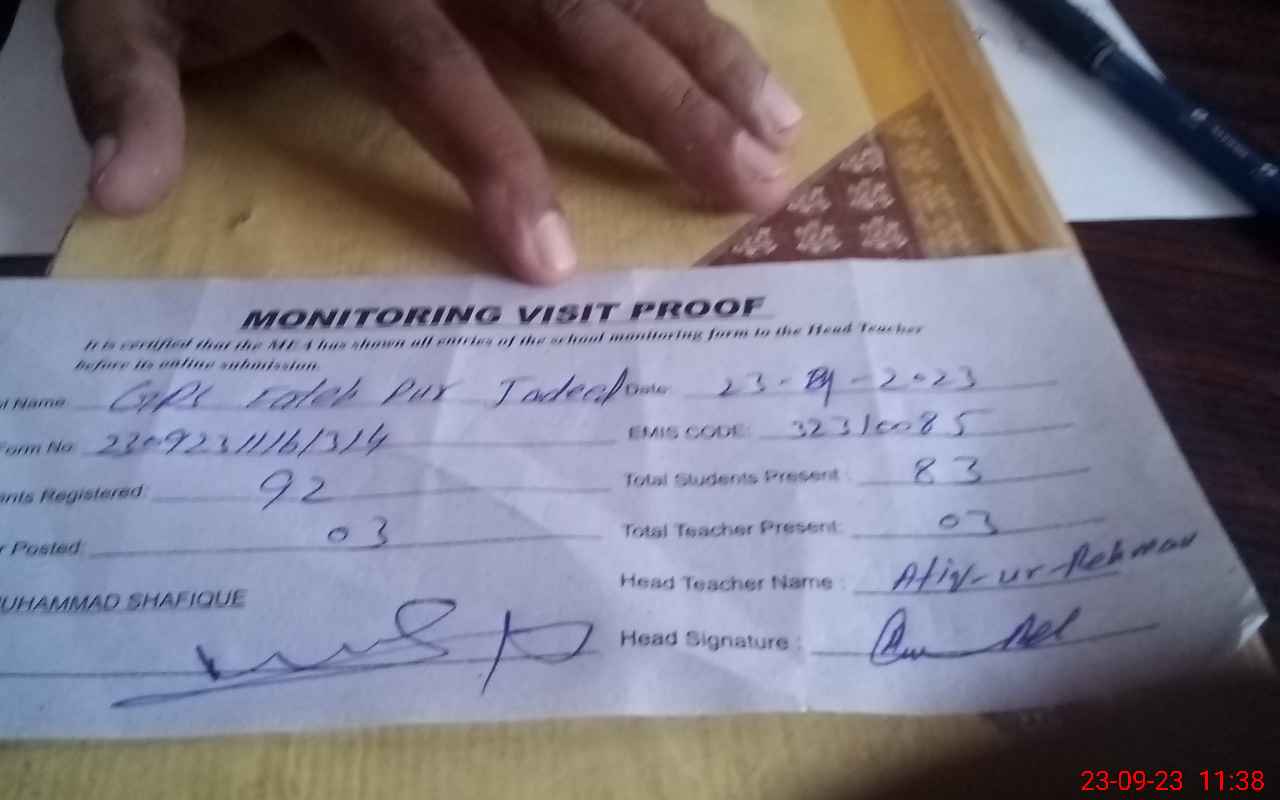 MONITORING VISIT PROOF
It is certified that the MEA has shown all entries of the school monitoring form to the Head Teacher
before its online submission.
l Name GPS Fateh Pur Jadeed Date: 23- -2023
Form No: 230923 EMIS CODE: 32310085
nts Registered: 92 Total Students Present : 83
r Posted: 03 Total Teacher Present: 03
Head Teacher Name : Atiq-ur-Rehman
UHAMMAD SHAFIQUE
Head Signature :
23-09-23 11:38